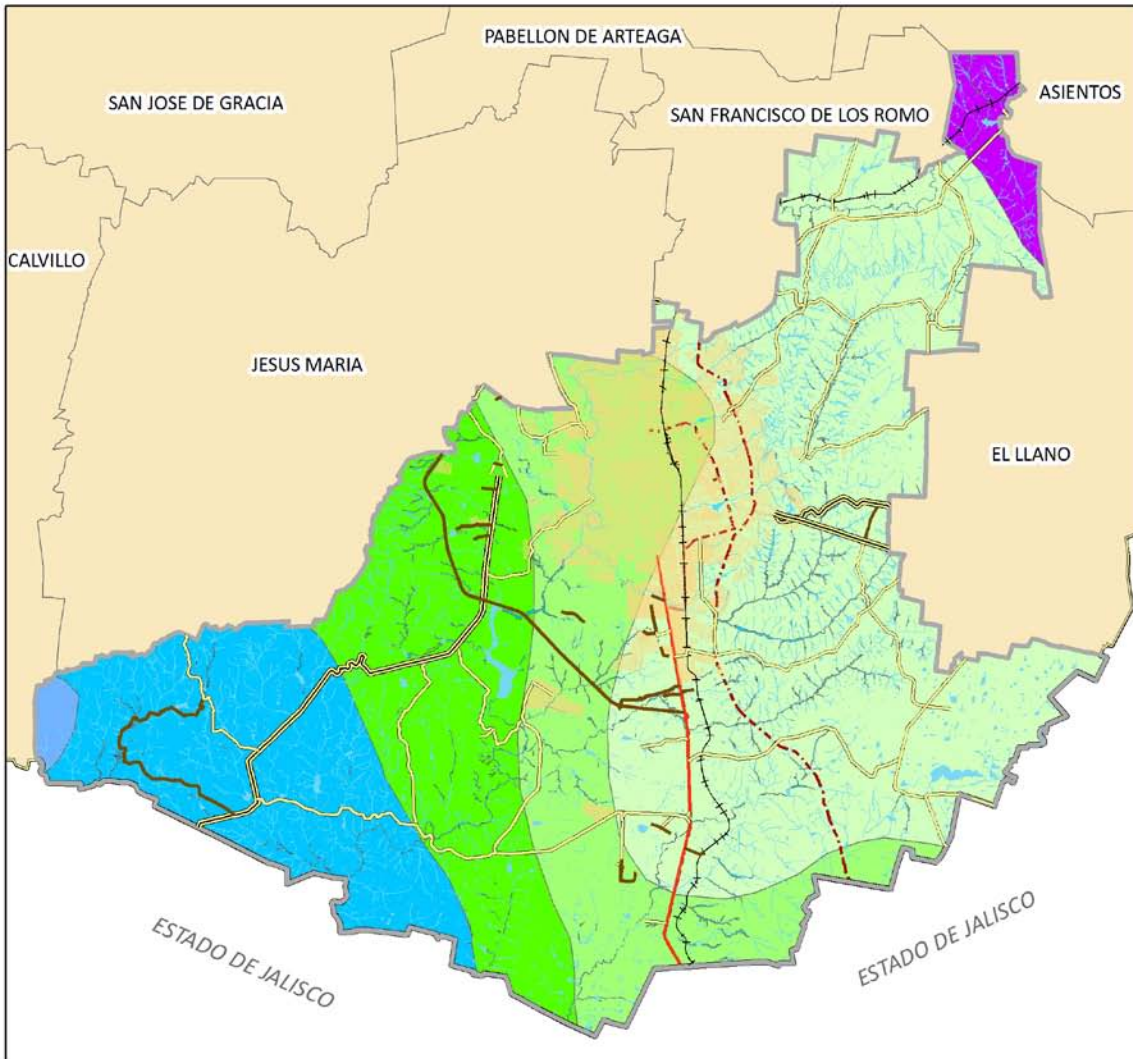 PABELLON DE ARTEAGA
ASIENTOS
SAN JOSE DE GRACIA
SAN FRANCISCO DE LOS ROMO
CALVILLO
JESUS MARIA
EL LLANO
ESTADO DE JALISCO
ESTADO DE JALISCO